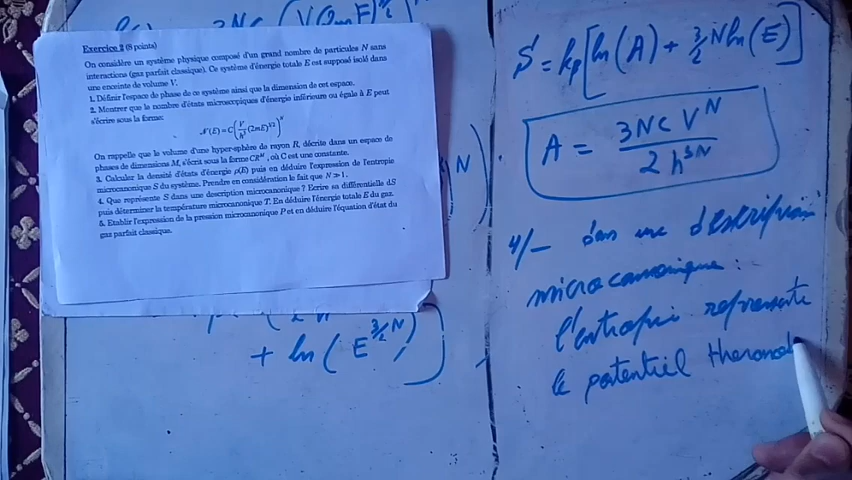 3NC (V(2mE)^{3/2}
Exercice 2 (8 points)
On considère un système physique composé d'un grand nombre de particules N sans
interactions (gaz parfait classique). Ce système d'énergie totale E est supposé isolé dans
une enceinte de volume V.
1. Définir l'espace de phase de ce système ainsi que la dimension de cet espace.
2. Montrer que le nombre d'états microscopiques d'énergie inférieure ou égale à E peut
s'écrire sous la forme:
𝒩(E) = C(V/h³ (2mE)^{3/2})^N
On rappelle que le volume d'une hyper-sphère de rayon R, décrite dans un espace de
phases de dimensions M, s'écrit sous la forme CR^M, où C est une constante.
3. Calculer la densité d'états d'énergie ρ(E) puis en déduire l'expression de l'entropie
microcanonique S du système. Prendre en considération le fait que N ≫ 1.
4. Que représente S dans une description microcanonique ? Ecrire sa différentielle dS
puis déterminer la température microcanonique T. En déduire l'énergie totale E du gaz.
5. Etablir l'expression de la pression microcanonique P et en déduire l'équation d'état du
gaz parfait classique.
N)
+ ln(E^{3/2 N})]
S = k_B[ln(A) + 3/2 N ln(E)]
A = 3NC V^N / 2 h^{3N}
4/- dans une description
microcanonique :
l'entropie représente
le potentiel thermod